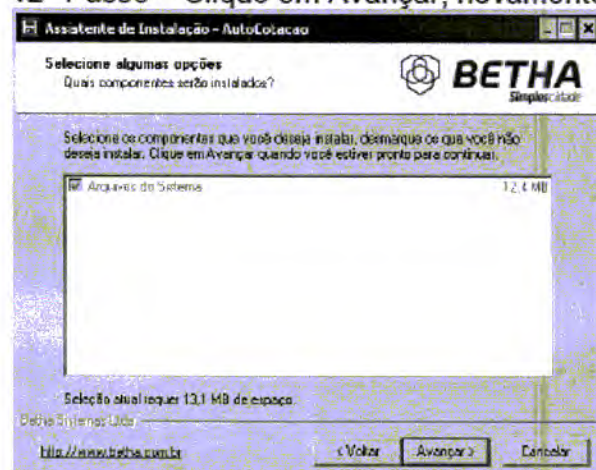 Passo - Clique em Avançar, novamente
Assistente de Instalação - AutoCotacao
Selecione algumas opções
Quais componentes serão instalados?
BETHA
Simplescidade
Selecione os componentes que você deseja instalar, desmarque os que você não
deseja instalar. Clique em Avançar quando você estiver pronto para continuar.
Arquivos do Sistema 12,4 MB
Seleção atual requer 13,1 MB de espaço.
Betha Sistemas Ltda
http://www.betha.com.br < Voltar Avançar > Cancelar